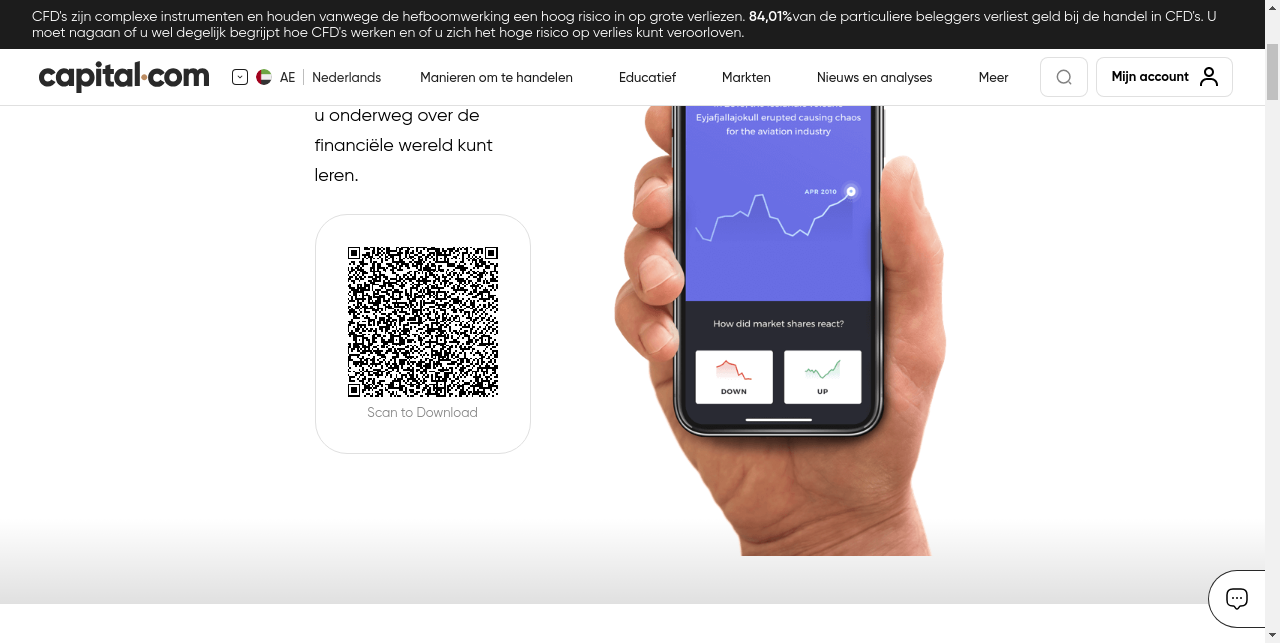 CFD's zijn complexe instrumenten en houden vanwege de hefboomwerking een hoog risico in op grote verliezen. 84,01%van de particuliere beleggers verliest geld bij de handel in CFD's. U
moet nagaan of u wel degelijk begrijpt hoe CFD's werken en of u zich het hoge risico op verlies kunt veroorloven.
capital.com
AE
Nederlands
Manieren om te handelen
Educatief
Markten
Nieuws en analyses
Meer
Mijn account
u onderweg over de
financiële wereld kunt
leren.
Scan to Download
Eyjafjallajokull erupted causing chaos
for the aviation industry
APR 2010
How did market shares react?
DOWN
UP